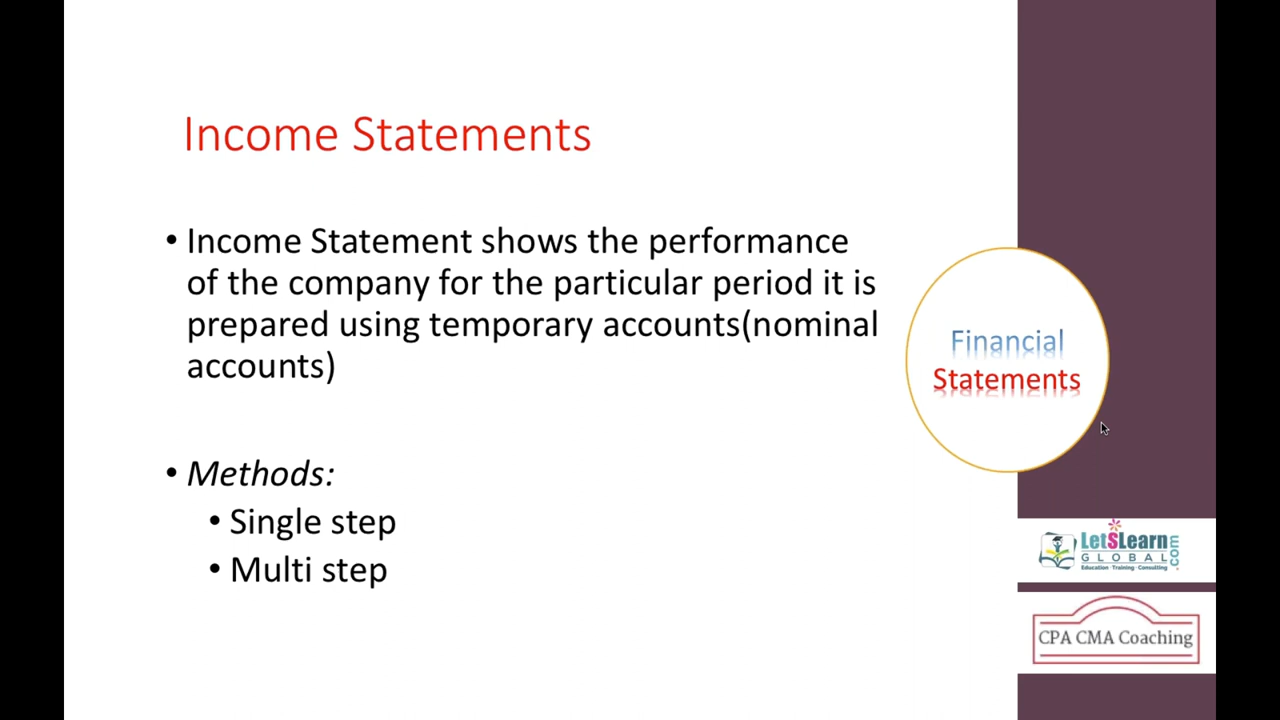 Income Statements
• Income Statement shows the performance
of the company for the particular period it is
prepared using temporary accounts(nominal
accounts)
• Methods:
• Single step
• Multi step
Financial
Statements
LetSLearn
GLOBAL
.com
Education - Training - Consulting
CPA CMA Coaching